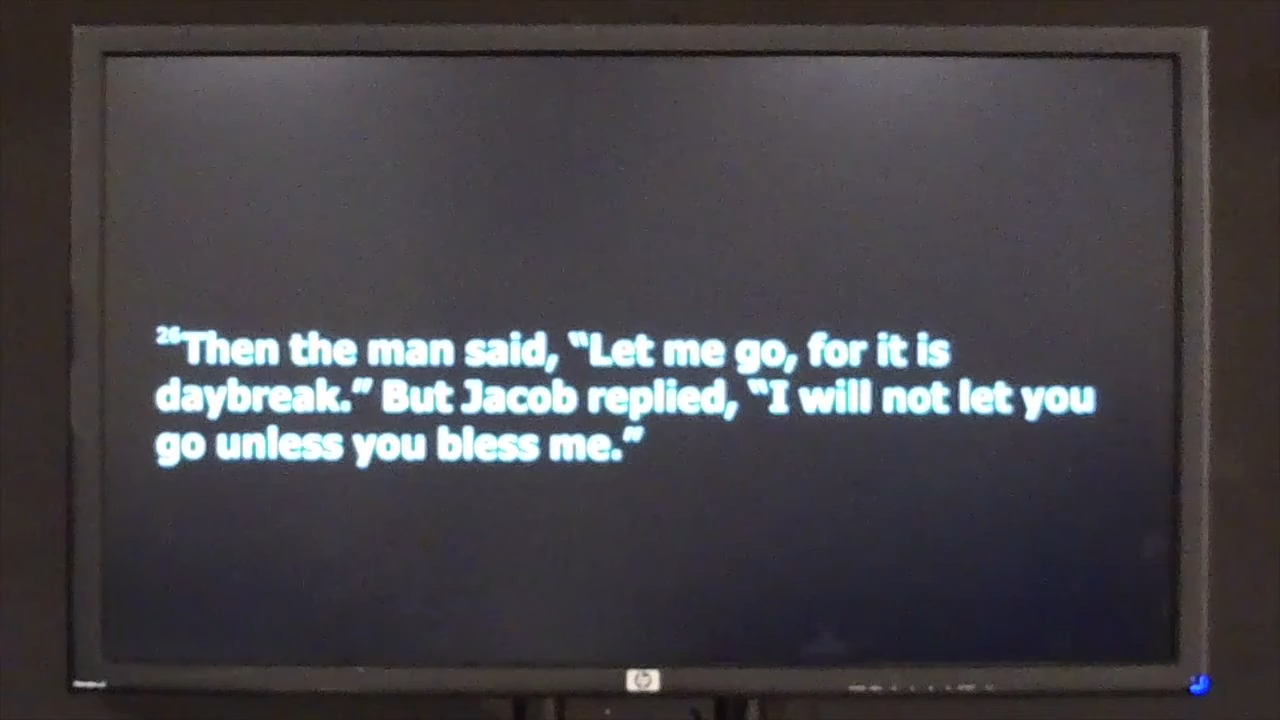 26Then the man said, “Let me go, for it is
daybreak.” But Jacob replied, “I will not let you
go unless you bless me.”
hp